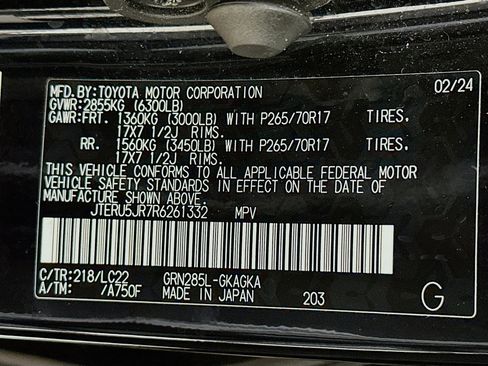 MFD.BY:TOYOTA MOTOR CORPORATION 02/24
GVWR:2855KG (6300LB)
GAWR:FRT. 1360KG (3000LB) WITH P265/70R17 TIRES.
17X7 1/2J RIMS.
RR. 1560KG (3450LB) WITH P265/70R17 TIRES.
17X7 1/2J RIMS.
THIS VEHICLE CONFORMS TO ALL APPLICABLE FEDERAL MOTOR
VEHICLE SAFETY STANDARDS IN EFFECT ON THE DATE OF
MANUFACTURE SHOWN ABOVE.
JTERU5JR7R6261332 MPV
C/TR:218/LC22 GRN285L-GKAGKA
A/TM: /A750F MADE IN JAPAN 203 G